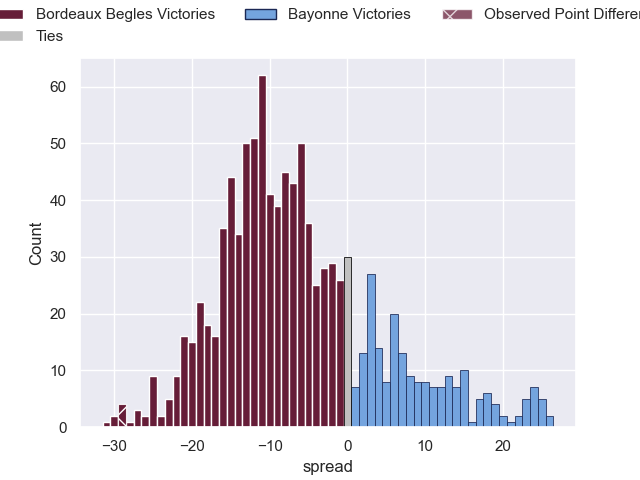 Bordeaux Begles Victories Bayonne Victories Observed Point
Ties
60
50
40
30
20
10
0
Count
−30 −20 −10 0 10 20
spread